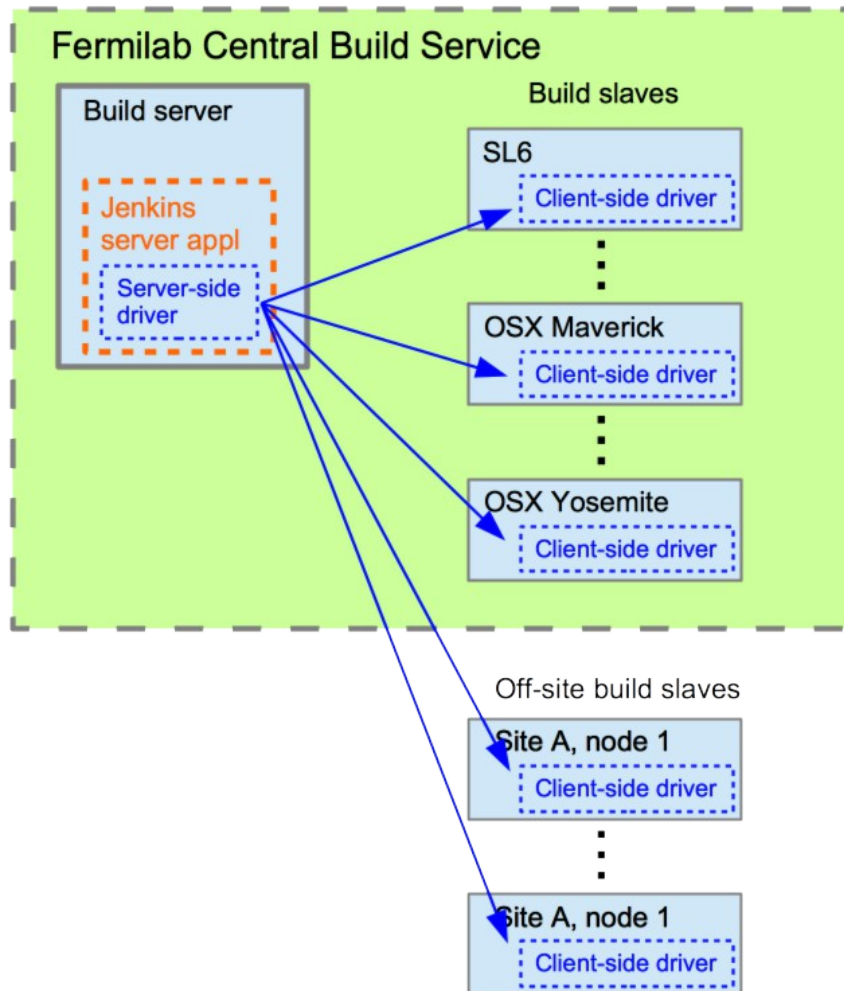 Fermilab Central Build Service
Build server
Jenkins
server appl
Server-side
driver
Build slaves
SL6
Client-side driver
OSX Maverick
Client-side driver
OSX Yosemite
Client-side driver
Off-site build slaves
Site A, node 1
Client-side driver
Site A, node 1
Client-side driver